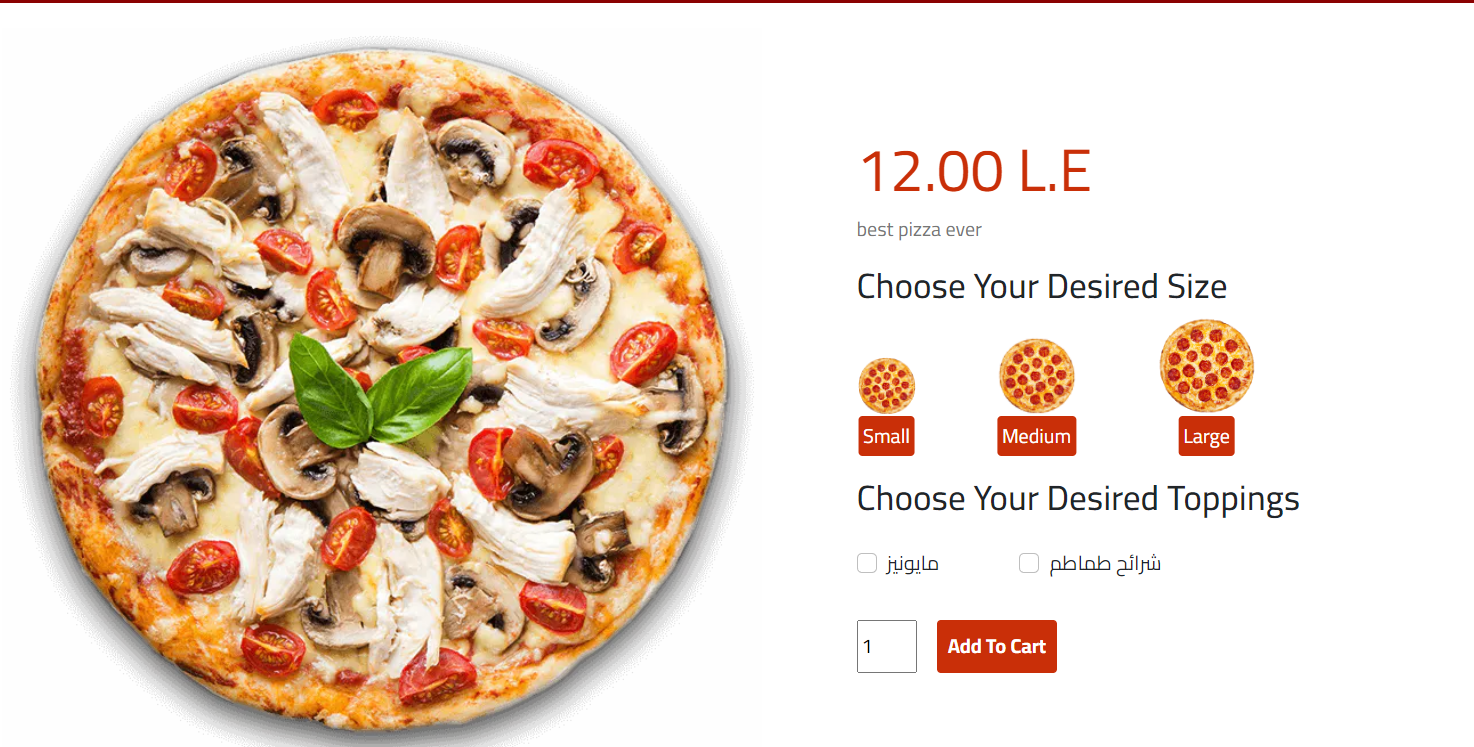 12.00 L.E
best pizza ever
Choose Your Desired Size
Small Medium Large
Choose Your Desired Toppings
مايونيز شرائح طماطم
1 Add To Cart